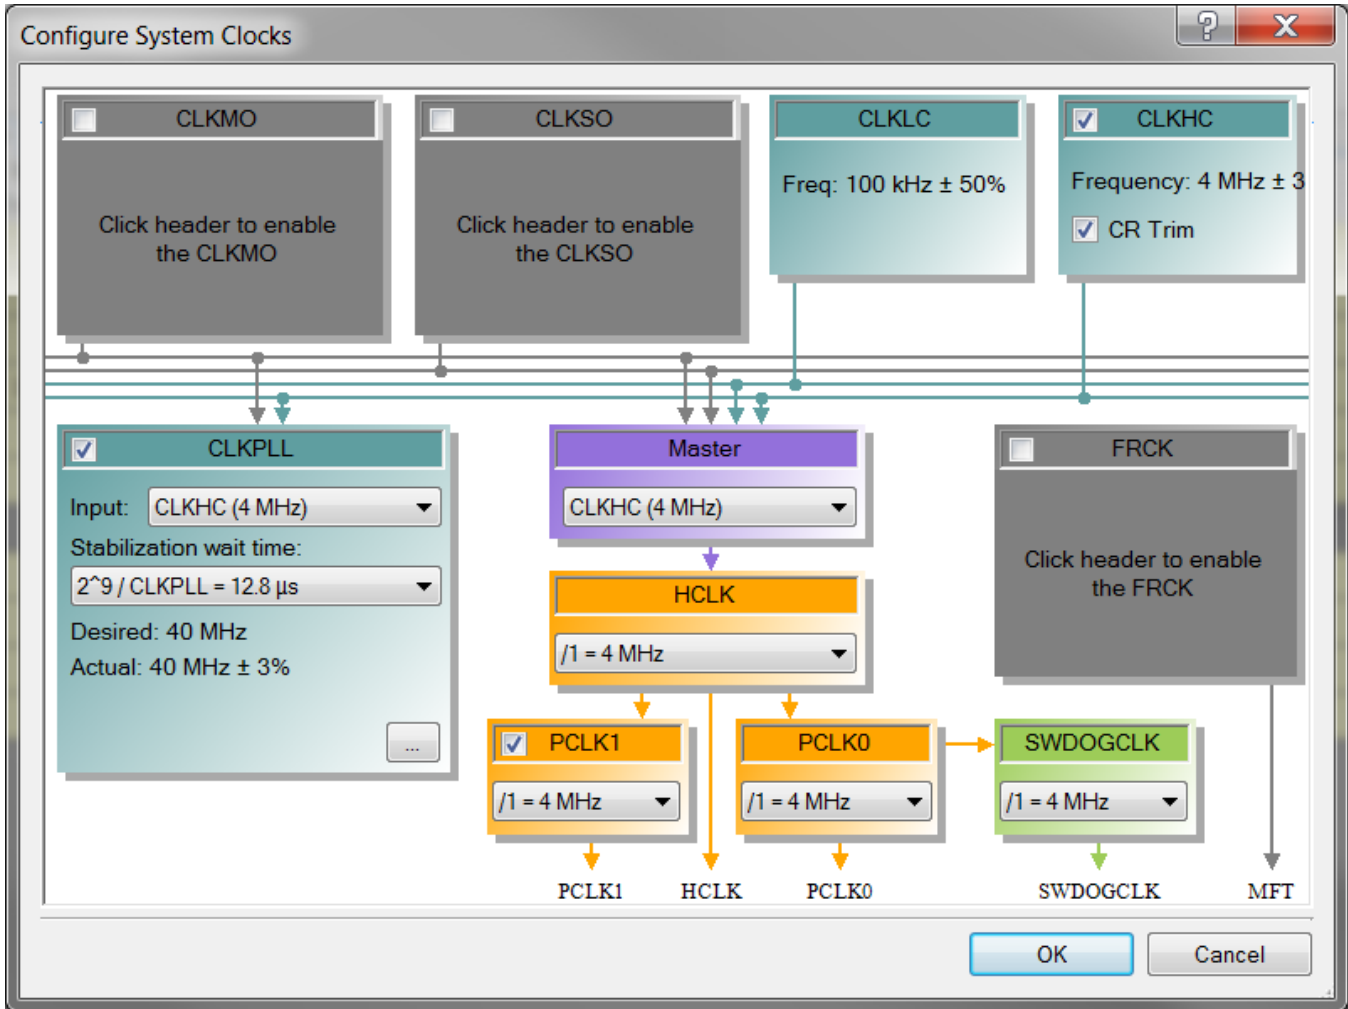 Configure System Clocks
CLKMO
Click header to enable
the CLKMO
CLKSO
Click header to enable
the CLKSO
CLKLC
Freq: 100 kHz ± 50%
CLKHC
Frequency: 4 MHz ± 3
CR Trim
CLKPLL
Input: CLKHC (4 MHz)
Stabilization wait time:
2^9 / CLKPLL = 12.8 µs
Desired: 40 MHz
Actual: 40 MHz ± 3%
...
Master
CLKHC (4 MHz)
HCLK
/1 = 4 MHz
FRCK
Click header to enable
the FRCK
PCLK1
/1 = 4 MHz
PCLK0
/1 = 4 MHz
SWDOGCLK
/1 = 4 MHz
PCLK1 HCLK PCLK0 SWDOGCLK MFT
OK Cancel